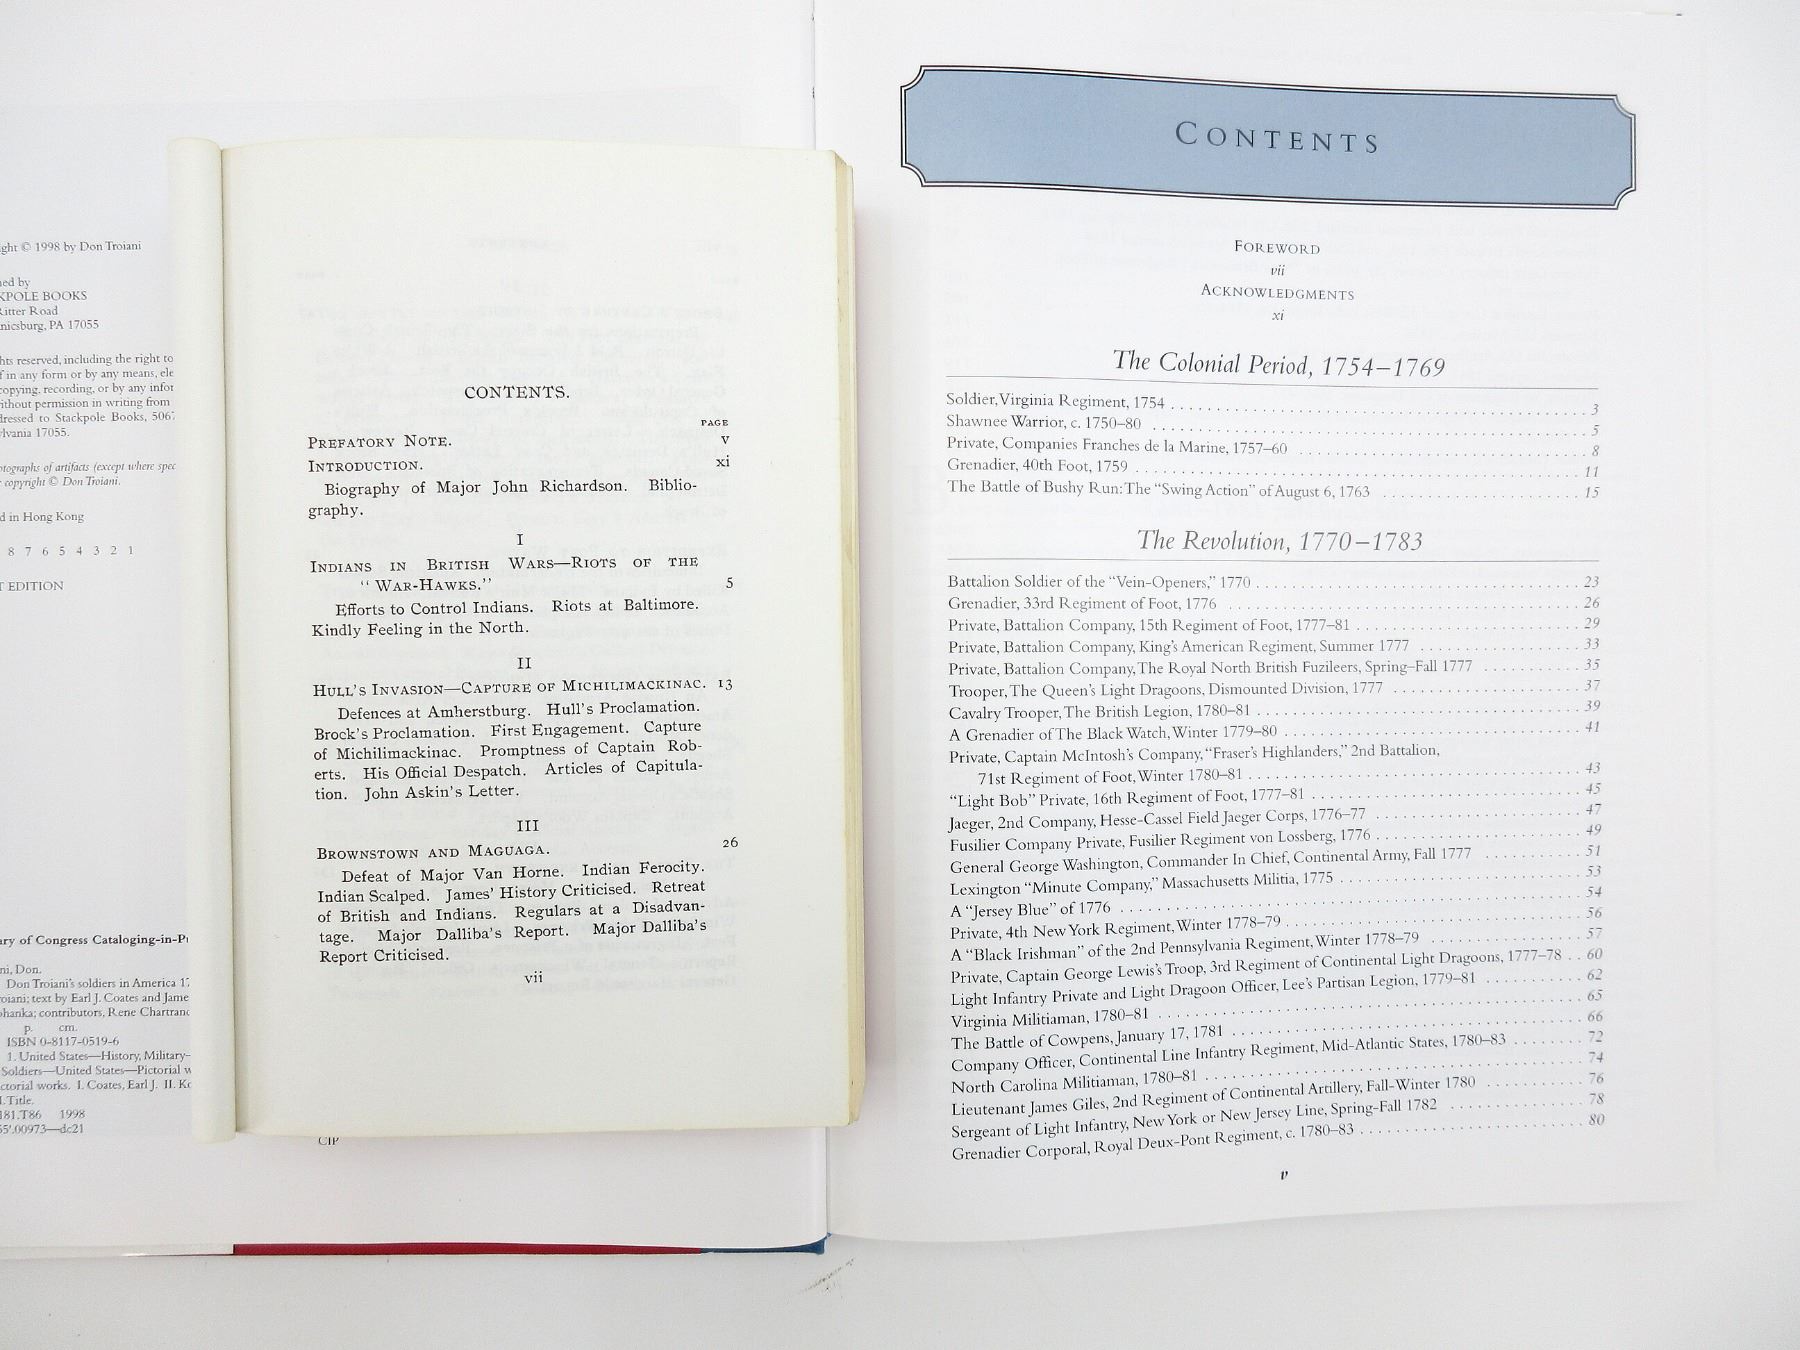 ght © 1998 by Don Troiani
ed by
KPOLE BOOKS
Ritter Road
nicsburg, PA 17055
hts reserved, including the right to
f in any form or by any means, ele
copying, recording, or by any infor
ithout permission in writing from
dressed to Stackpole Books, 5067
lvania 17055.
otographs of artifacts (except where spec
copyright © Don Troiani.
d in Hong Kong
8 7 6 5 4 3 2 1
T EDITION
ary of Congress Cataloging-in-Pu
ni, Don.
Don Troiani's soldiers in America 17
roiani; text by Earl J. Coates and Jame
ohanka; contributors, Rene Chartrand
p. cm.
ISBN 0-8117-0519-6
1. United States—History, Military–
Soldiers—United States—Pictorial w
ctorial works. I. Coates, Earl J. II. Ko
I. Title.
181.T86 1998
5'.00973—dc21
CIP
CONTENTS.
PAGE
PREFATORY NOTE. v
INTRODUCTION. xi
Biography of Major John Richardson. Biblio-
graphy.
I
INDIANS IN BRITISH WARS—RIOTS OF THE
"WAR-HAWKS." 5
Efforts to Control Indians. Riots at Baltimore.
Kindly Feeling in the North.
II
HULL'S INVASION—CAPTURE OF MICHILIMACKINAC. 13
Defences at Amherstburg. Hull's Proclamation.
Brock's Proclamation. First Engagement. Capture
of Michilimackinac. Promptness of Captain Rob-
erts. His Official Despatch. Articles of Capitula-
tion. John Askin's Letter.
III
BROWNSTOWN AND MAGUAGA. 26
Defeat of Major Van Horne. Indian Ferocity.
Indian Scalped. James' History Criticised. Retreat
of British and Indians. Regulars at a Disadvan-
tage. Major Dalliba's Report. Major Dalliba's
Report Criticised.
vii
CONTENTS
FOREWORD
vii
ACKNOWLEDGMENTS
xi
The Colonial Period, 1754–1769
Soldier, Virginia Regiment, 1754 . . . . . 3
Shawnee Warrior, c. 1750–80 . . . . . 5
Private, Companies Franches de la Marine, 1757–60 . . . . . 8
Grenadier, 40th Foot, 1759 . . . . . 11
The Battle of Bushy Run: The "Swing Action" of August 6, 1763 . . . . . 15
The Revolution, 1770–1783
Battalion Soldier of the "Vein-Openers," 1770 . . . . . 23
Grenadier, 33rd Regiment of Foot, 1776 . . . . . 26
Private, Battalion Company, 15th Regiment of Foot, 1777–81 . . . . . 29
Private, Battalion Company, King's American Regiment, Summer 1777 . . . . . 33
Private, Battalion Company, The Royal North British Fuzileers, Spring–Fall 1777 . . . . . 35
Trooper, The Queen's Light Dragoons, Dismounted Division, 1777 . . . . . 37
Cavalry Trooper, The British Legion, 1780–81 . . . . . 39
A Grenadier of The Black Watch, Winter 1779–80 . . . . . 41
Private, Captain McIntosh's Company, "Fraser's Highlanders," 2nd Battalion,
71st Regiment of Foot, Winter 1780–81 . . . . . 43
"Light Bob" Private, 16th Regiment of Foot, 1777–81 . . . . . 45
Jaeger, 2nd Company, Hesse-Cassel Field Jaeger Corps, 1776–77 . . . . . 47
Fusilier Company Private, Fusilier Regiment von Lossberg, 1776 . . . . . 49
General George Washington, Commander In Chief, Continental Army, Fall 1777 . . . . . 51
Lexington "Minute Company," Massachusetts Militia, 1775 . . . . . 53
A "Jersey Blue" of 1776 . . . . . 54
Private, 4th New York Regiment, Winter 1778–79 . . . . . 56
A "Black Irishman" of the 2nd Pennsylvania Regiment, Winter 1778–79 . . . . . 57
Private, Captain George Lewis's Troop, 3rd Regiment of Continental Light Dragoons, 1777–78 . . 60
Light Infantry Private and Light Dragoon Officer, Lee's Partisan Legion, 1779–81 . . . . . 62
Virginia Militiaman, 1780–81 . . . . . 65
The Battle of Cowpens, January 17, 1781 . . . . . 66
Company Officer, Continental Line Infantry Regiment, Mid-Atlantic States, 1780–83 . . . . . 72
North Carolina Militiaman, 1780–81 . . . . . 74
Lieutenant James Giles, 2nd Regiment of Continental Artillery, Fall-Winter 1780 . . . . . 76
Sergeant of Light Infantry, New York or New Jersey Line, Spring-Fall 1782 . . . . . 78
Grenadier Corporal, Royal Deux-Pont Regiment, c. 1780–83 . . . . . 80
v